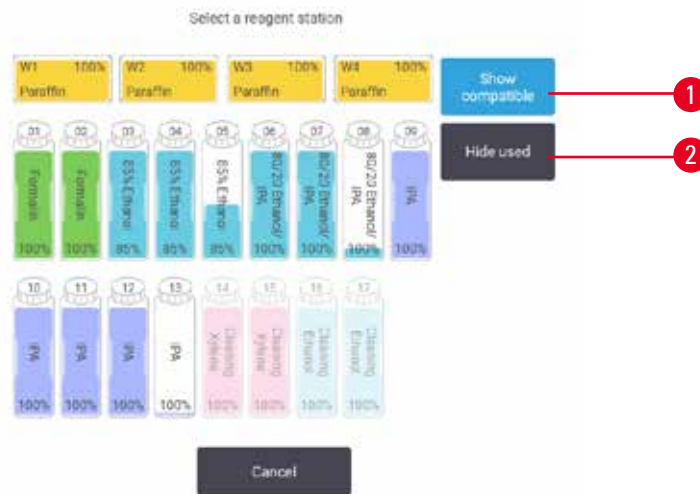 Select a reagent station
W1 100%
Paraffin
W2 100%
Paraffin
W3 100%
Paraffin
W4 100%
Paraffin
Show
compatible
1
Hide used
2
01
Formalin
100%
02
Formalin
100%
03
85% Ethanol
85%
04
85% Ethanol
85%
05
85% Ethanol
85%
06
80/20 Ethanol/
IPA
100%
07
80/20 Ethanol/
IPA
100%
08
80/20 Ethanol/
IPA
100%
09
IPA
100%
10
IPA
100%
11
IPA
100%
12
IPA
100%
13
IPA
100%
14
Cleaning
Xylene
100%
15
Cleaning
Xylene
100%
16
Cleaning
Ethanol
100%
17
Cleaning
Ethanol
100%
Cancel